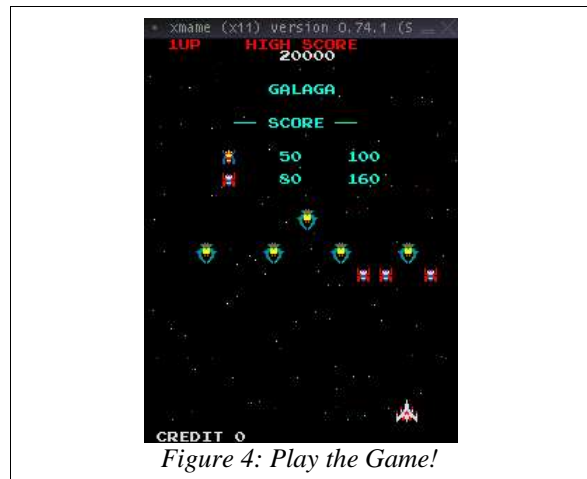 xmame (x11) version 0.74.1 (S
1UP HIGH SCORE
20000
GALAGA
— SCORE —
50 100
80 160
CREDIT 0
Figure 4: Play the Game!